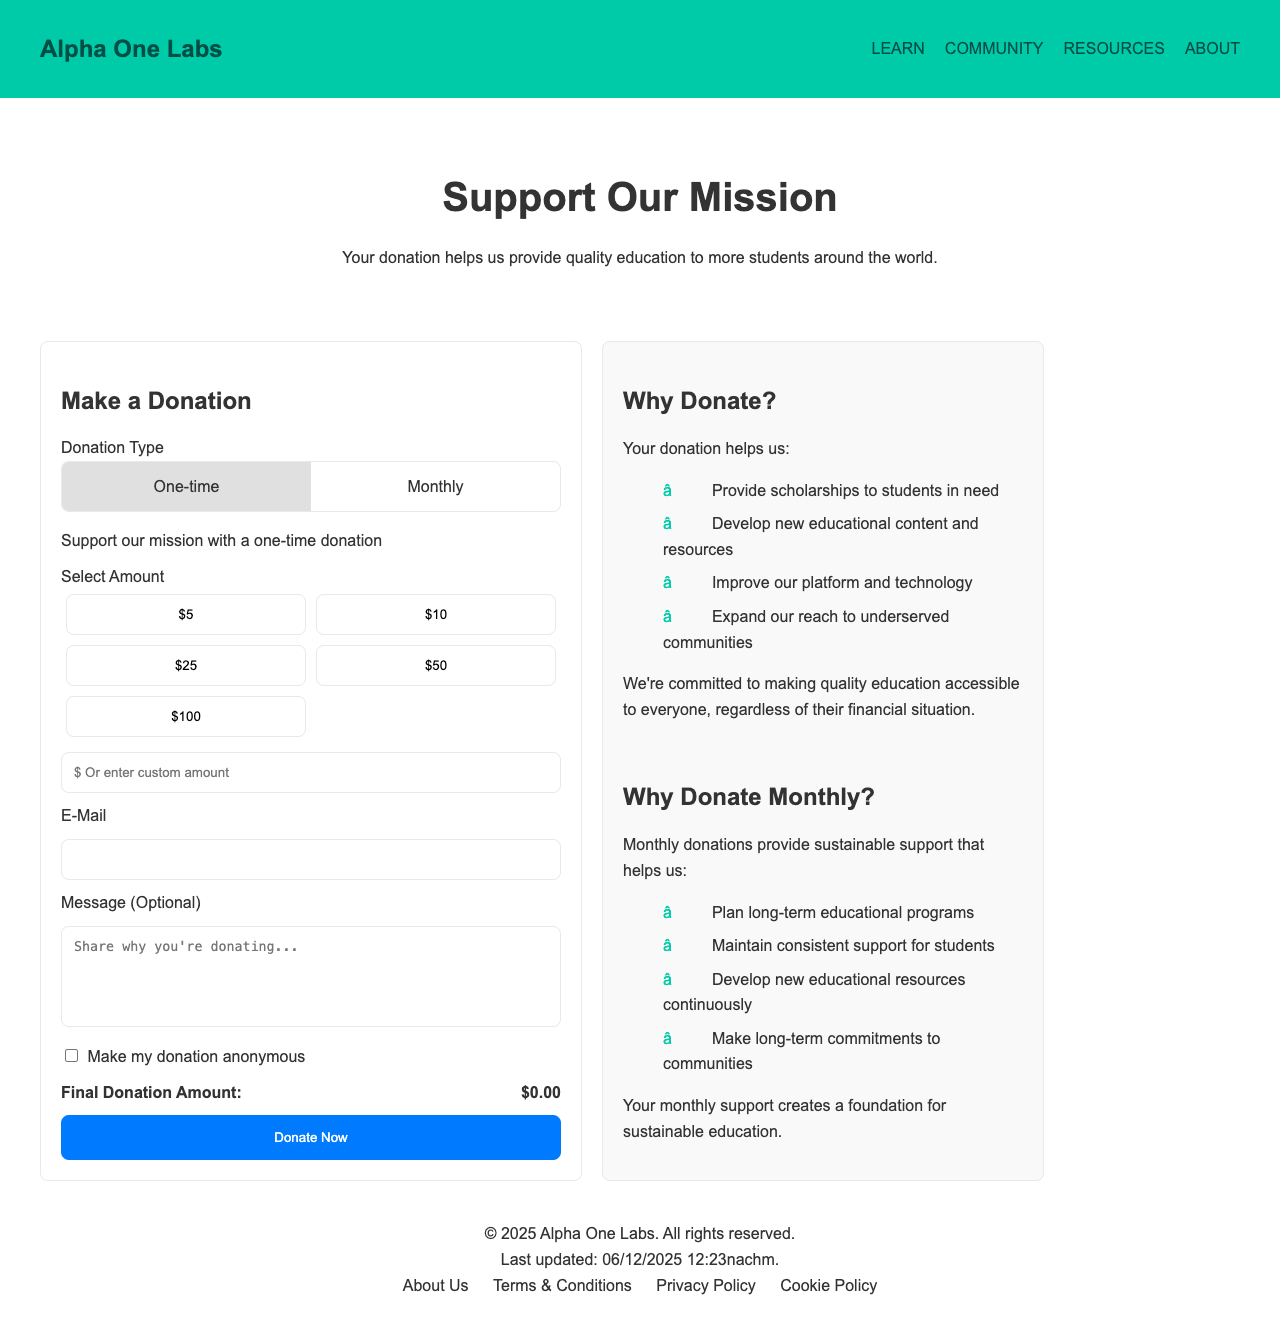 Alpha One Labs
LEARN COMMUNITY RESOURCES ABOUT
Support Our Mission
Your donation helps us provide quality education to more students around the world.
Make a Donation
Donation Type
One-time Monthly
Support our mission with a one-time donation
Select Amount
$5 $10
$25 $50
$100
$ Or enter custom amount
E-Mail
Message (Optional)
Share why you're donating...
Make my donation anonymous
Final Donation Amount: $0.00
Donate Now
Why Donate?
Your donation helps us:
â Provide scholarships to students in need
â Develop new educational content and
resources
â Improve our platform and technology
â Expand our reach to underserved
communities
We're committed to making quality education accessible
to everyone, regardless of their financial situation.
Why Donate Monthly?
Monthly donations provide sustainable support that
helps us:
â Plan long-term educational programs
â Maintain consistent support for students
â Develop new educational resources
continuously
â Make long-term commitments to
communities
Your monthly support creates a foundation for
sustainable education.
© 2025 Alpha One Labs. All rights reserved.
Last updated: 06/12/2025 12:23nachm.
About Us Terms & Conditions Privacy Policy Cookie Policy